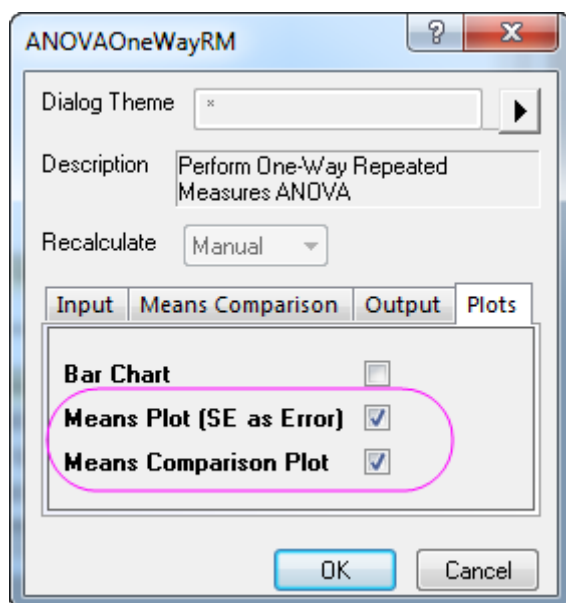 ANOVAOneWayRM
Dialog Theme *
Description Perform One-Way Repeated
Measures ANOVA
Recalculate Manual
Input Means Comparison Output Plots
Bar Chart
Means Plot (SE as Error)
Means Comparison Plot
OK Cancel